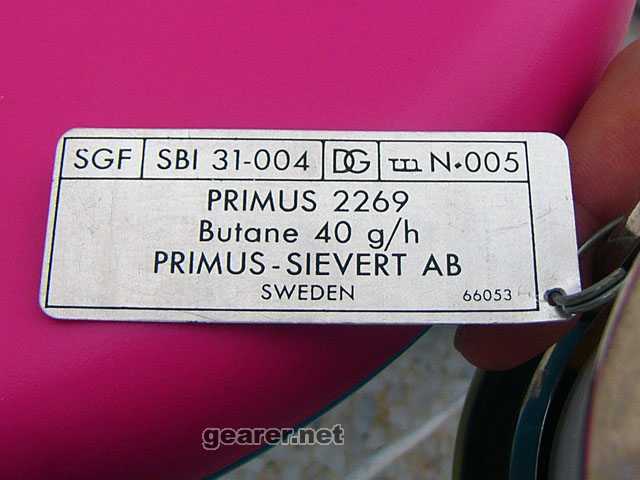 SGF SBI 31-004 DG N·005
PRIMUS 2269
Butane 40 g/h
PRIMUS-SIEVERT AB
SWEDEN 66053
gearer.net